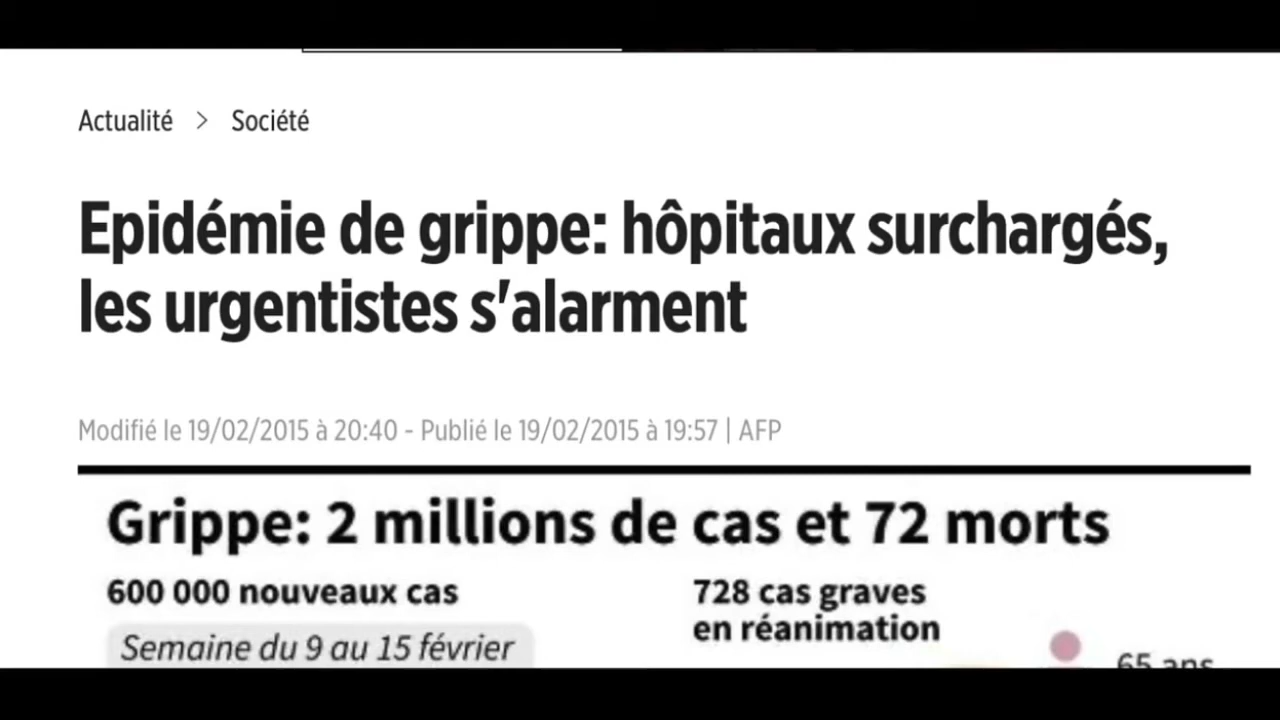 Actualité > Société
Epidémie de grippe: hôpitaux surchargés,
les urgentistes s'alarment
Modifié le 19/02/2015 à 20:40 - Publié le 19/02/2015 à 19:57 | AFP
Grippe: 2 millions de cas et 72 morts
600 000 nouveaux cas
Semaine du 9 au 15 février
728 cas graves
en réanimation
65 ans